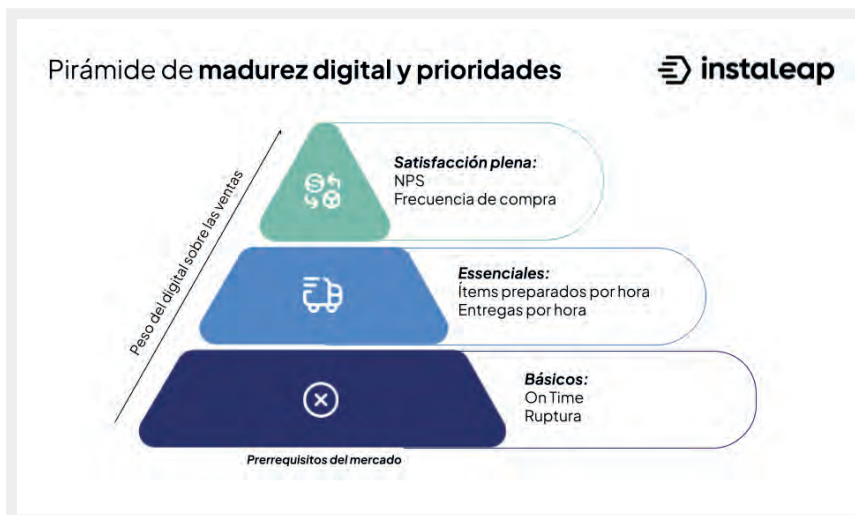 Pirámide de madurez digital y prioridades
instaleap
Peso del digital sobre las ventas
Satisfacción plena:
NPS
Frecuencia de compra
Essenciales:
Ítems preparados por hora
Entregas por hora
Básicos:
On Time
Ruptura
Prerrequisitos del mercado